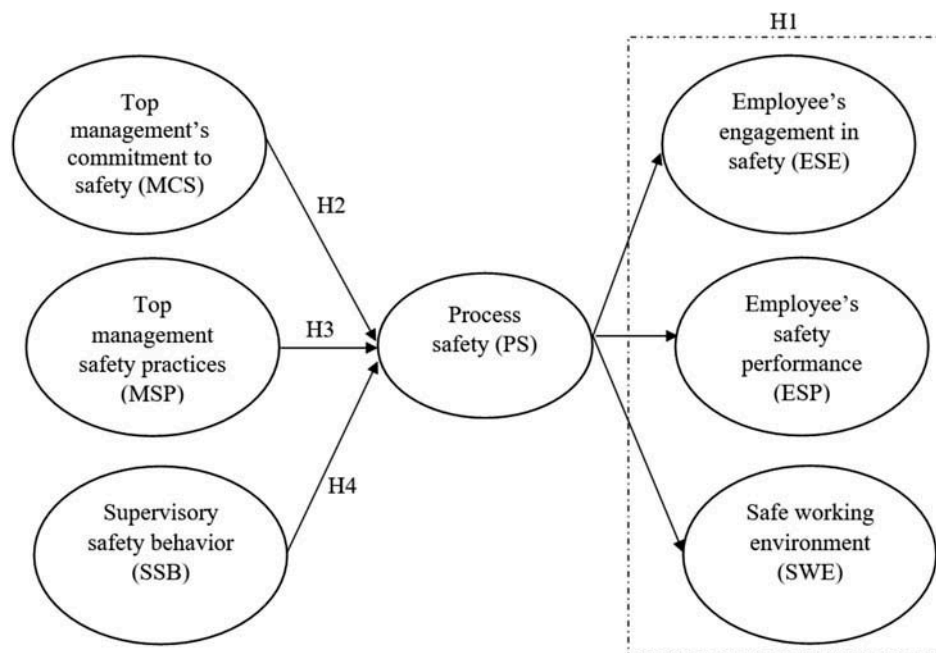 H1
Top
management's
commitment to
safety (MCS)
Employee's
engagement in
safety (ESE)
H2
Top
management
safety practices
(MSP)
H3
Process
safety (PS)
Employee's
safety
performance
(ESP)
H4
Supervisory
safety behavior
(SSB)
Safe working
environment
(SWE)